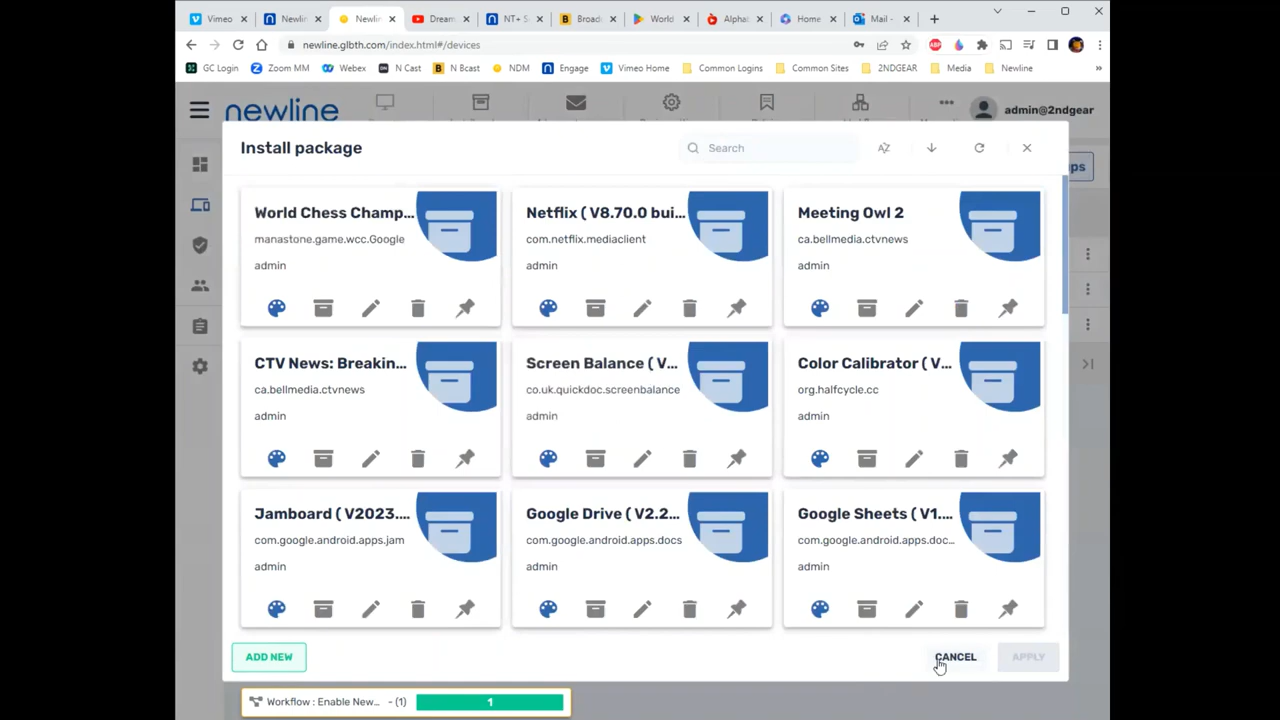 Vimeo
Newlin
Newlin
Dream
NT+ S
Broad
World
Alphab
Home
Mail -
newline.glbth.com/index.html#/devices
GC Login
Zoom MM
Webex
N Cast
N Bcast
NDM
Engage
Vimeo Home
Common Logins
Common Sites
2NDGEAR
Media
Newline
»
newline
admin@2ndgear
Install package
Search
ps
World Chess Champ...
manastone.game.wcc.Google
admin
Netflix ( V8.70.0 bui...
com.netflix.mediaclient
admin
Meeting Owl 2
ca.bellmedia.ctvnews
admin
CTV News: Breakin...
ca.bellmedia.ctvnews
admin
Screen Balance ( V...
co.uk.quickdoc.screenbalance
admin
Color Calibrator ( V...
org.halfcycle.cc
admin
Jamboard ( V2023....
com.google.android.apps.jam
admin
Google Drive ( V2.2...
com.google.android.apps.docs
admin
Google Sheets ( V1....
com.google.android.apps.doc...
admin
ADD NEW
CANCEL
APPLY
Workflow : Enable New... - (1)
1